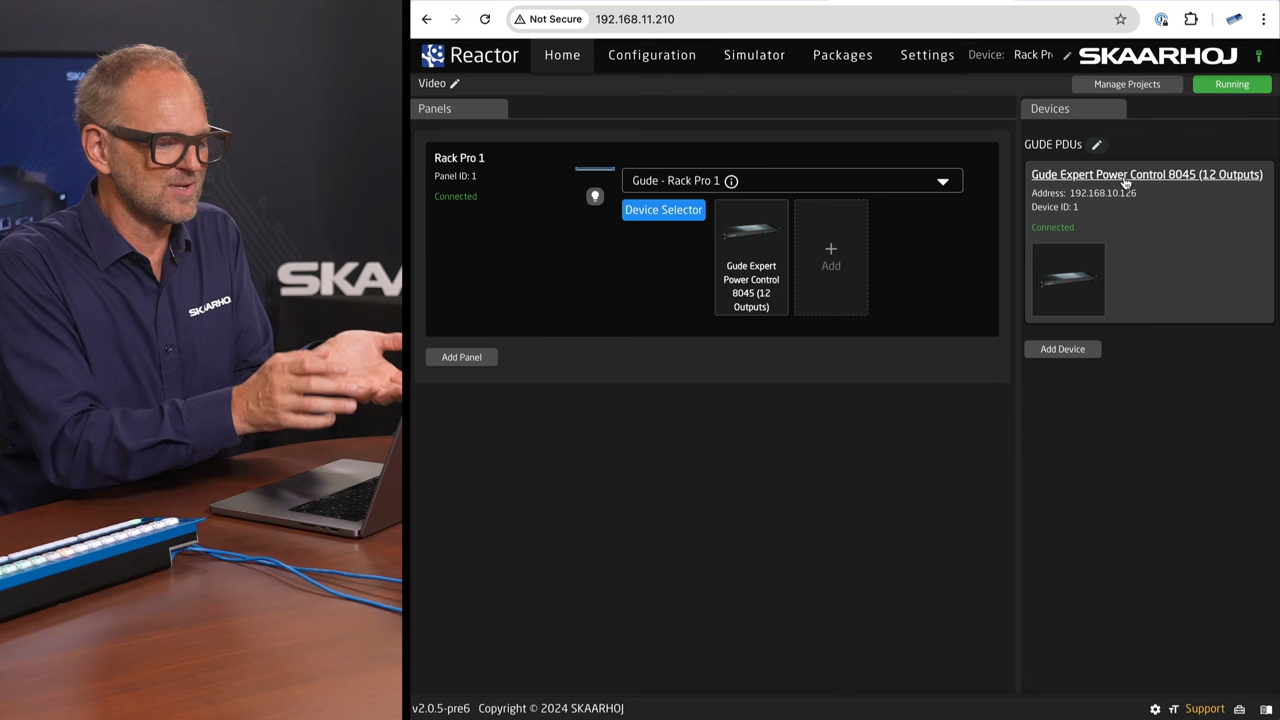 Not Secure 192.168.11.210
Reactor Home Configuration Simulator Packages Settings Device: Rack Pr SKAARHOJ
Video Manage Projects Running
Panels
Devices
Rack Pro 1
Panel ID: 1
Connected
Gude - Rack Pro 1
Device Selector
Gude Expert
Power Control
8045 (12
Outputs)
+
Add
Add Panel
GUDE PDUs
Gude Expert Power Control 8045 (12 Outputs)
Address: 192.168.10.126
Device ID: 1
Connected
Add Device
v2.0.5-pre6 Copyright © 2024 SKAARHOJ
Support
SKAARHOJ
SKAARH